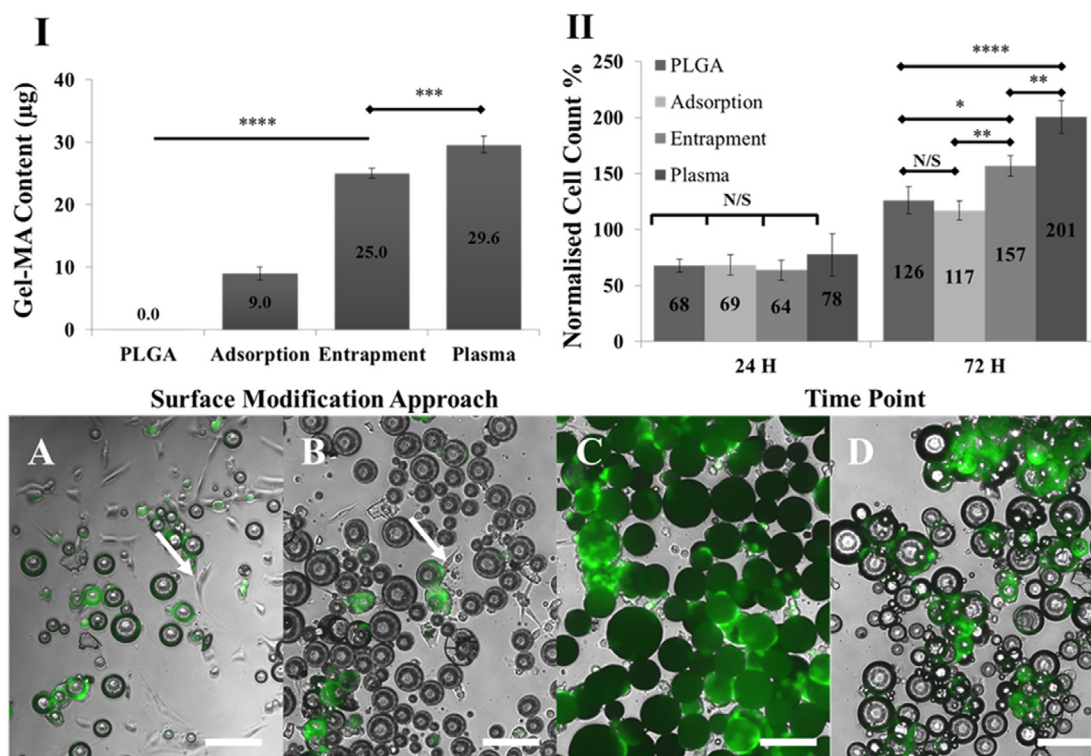 I
Gel-MA Content (µg)
40
30
20
10
0
****
***
0.0
9.0
25.0
29.6
PLGA
Adsorption
Entrapment
Plasma
Surface Modification Approach
II
Normalised Cell Count %
250
200
150
100
50
0
PLGA
Adsorption
Entrapment
Plasma
****
**
*
**
N/S
N/S
68
69
64
78
126
117
157
201
24 H
72 H
Time Point
A
B
C
D